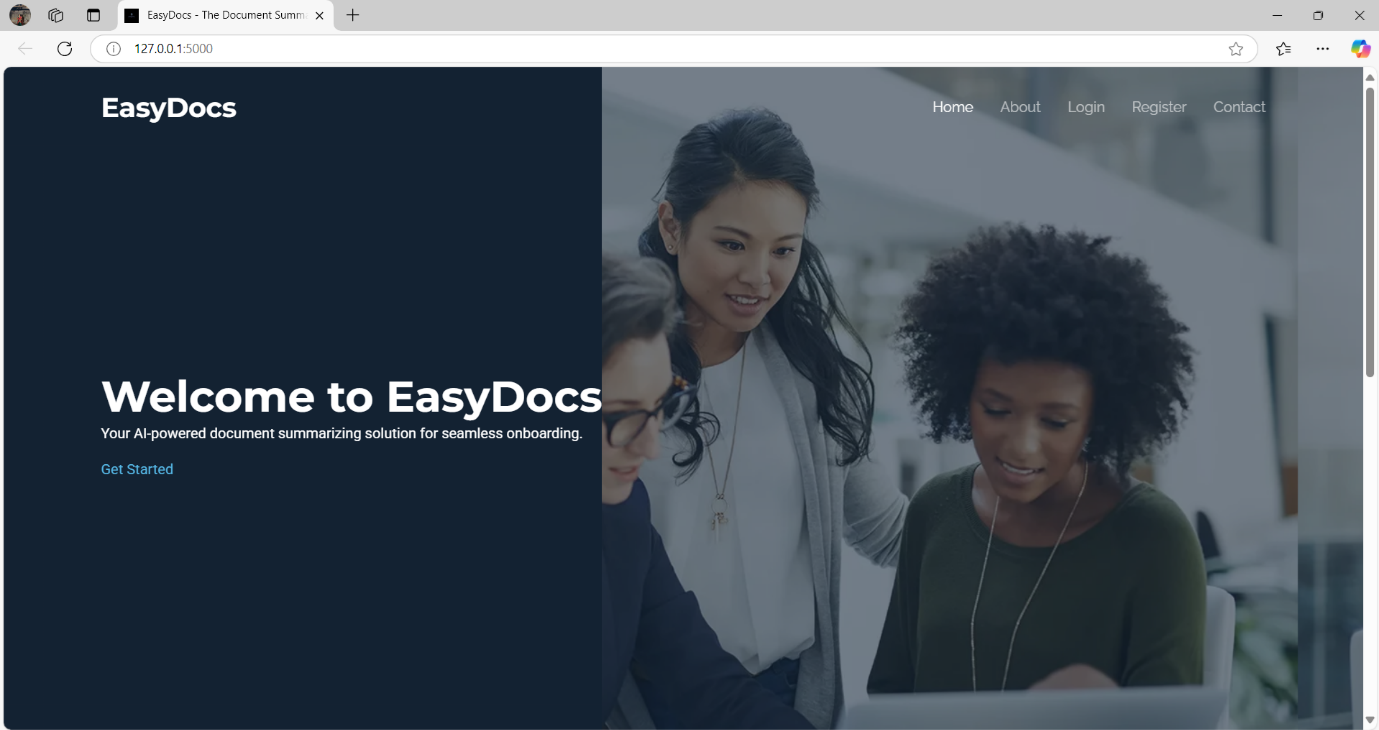 EasyDocs - The Document Summ
127.0.0.1:5000
EasyDocs
Home About Login Register Contact
Welcome to EasyDocs
Your AI-powered document summarizing solution for seamless onboarding.
Get Started